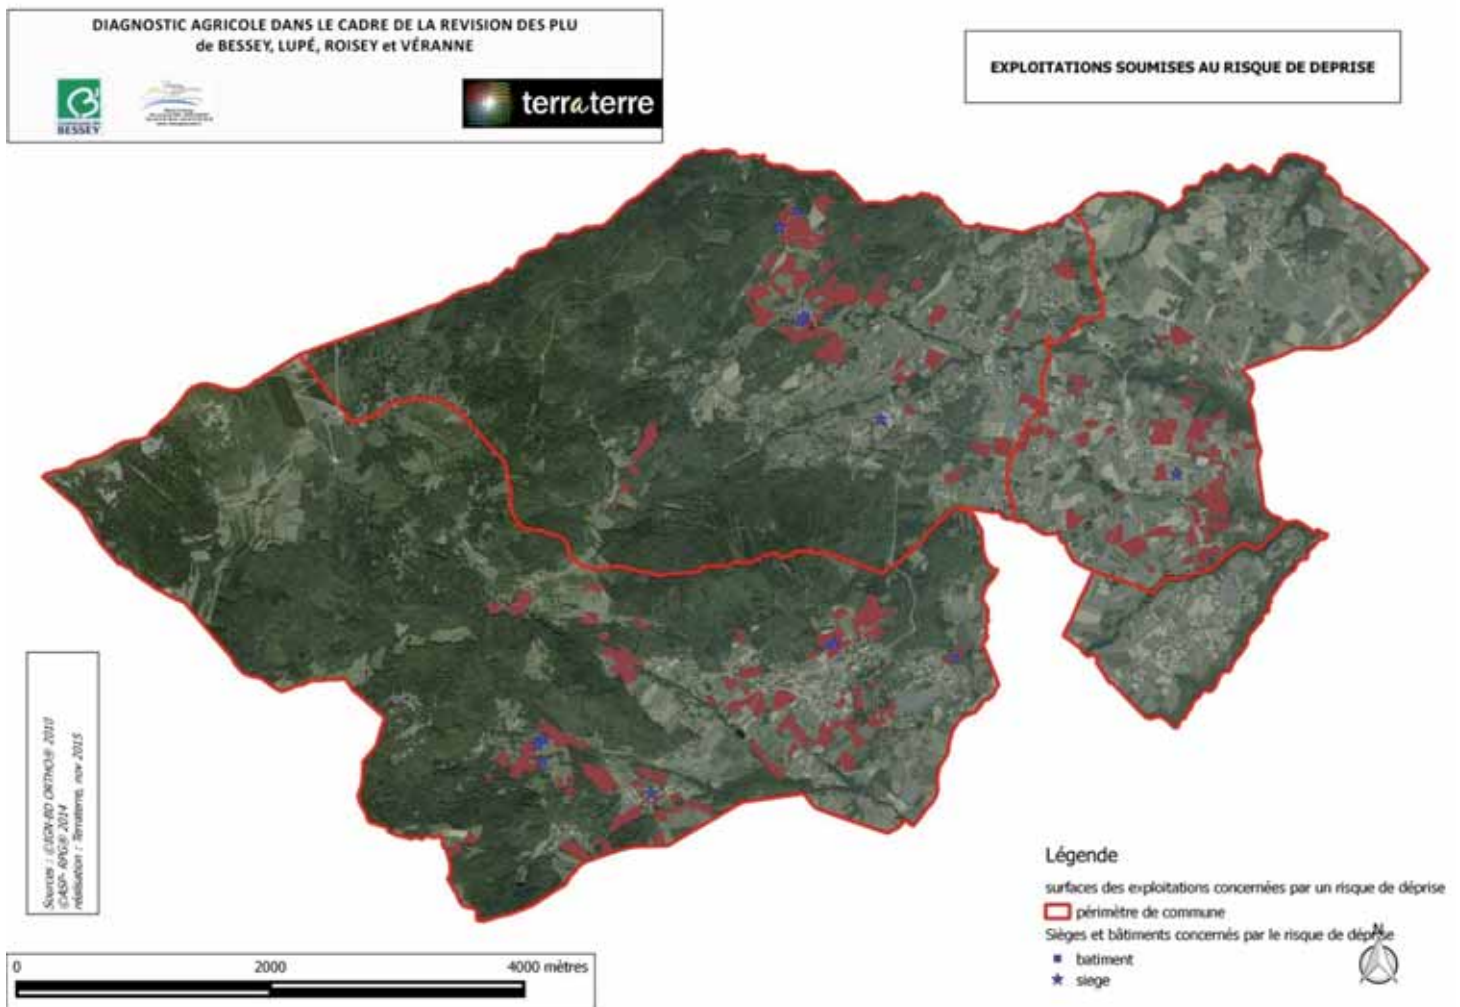 DIAGNOSTIC AGRICOLE DANS LE CADRE DE LA REVISION DES PLU
de BESSEY, LUPÉ, ROISEY et VÉRANNE
BESSEY
terraterre
EXPLOITATIONS SOUMISES AU RISQUE DE DEPRISE
Sources : ©IGN-BD ORTHO® 2010
©ASP- RPG® 2014
réalisation : Terraterre, nov 2015
Légende
surfaces des exploitations concernées par un risque de déprise
périmètre de commune
Sièges et bâtiments concernés par le risque de déprise
N
batiment
siege
0 2000 4000 mètres